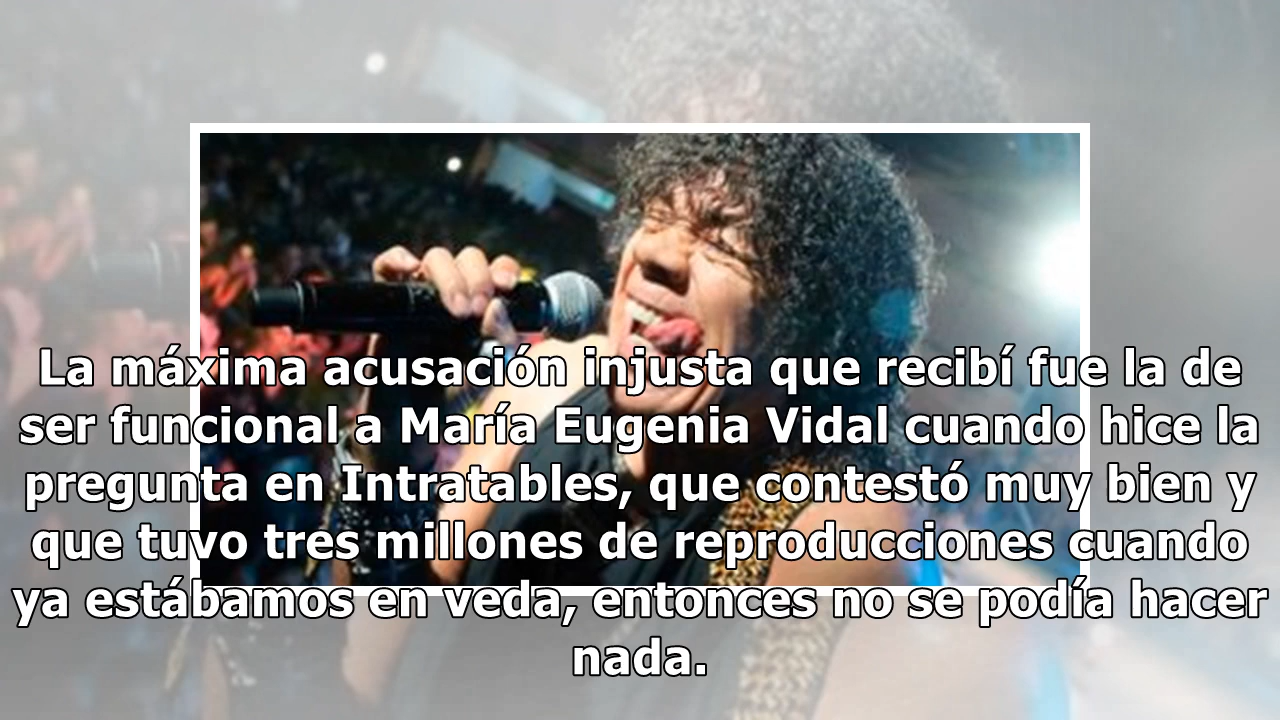 La máxima acusación injusta que recibí fue la de
ser funcional a María Eugenia Vidal cuando hice la
pregunta en Intratables, que contestó muy bien y
que tuvo tres millones de reproducciones cuando
ya estábamos en veda, entonces no se podía hacer
nada.